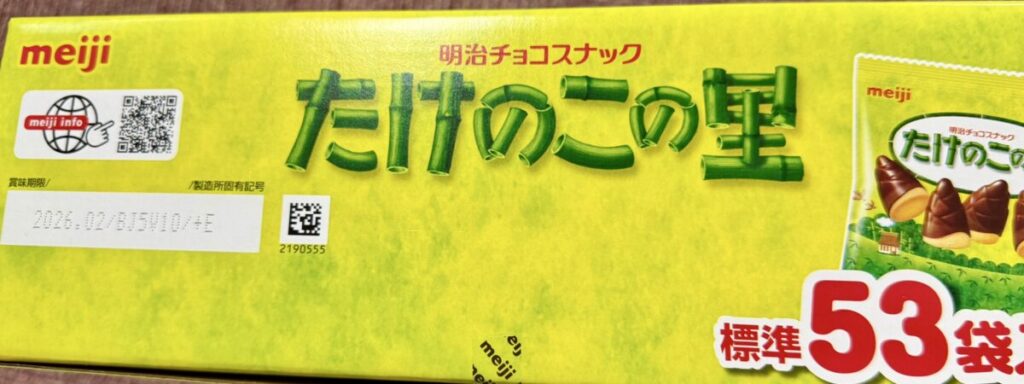 meiji
明治チョコスナック
たけのこの里
meiji info
賞味期限/ /製造所固有記号
2026.02/BJ5W10/+E
2190555
meiji
明治チョコスナック
たけのこの
標準53袋入
meiji